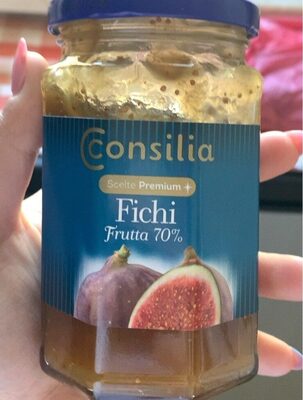 Consilia
Scelte Premium +
Fichi
Frutta 70%